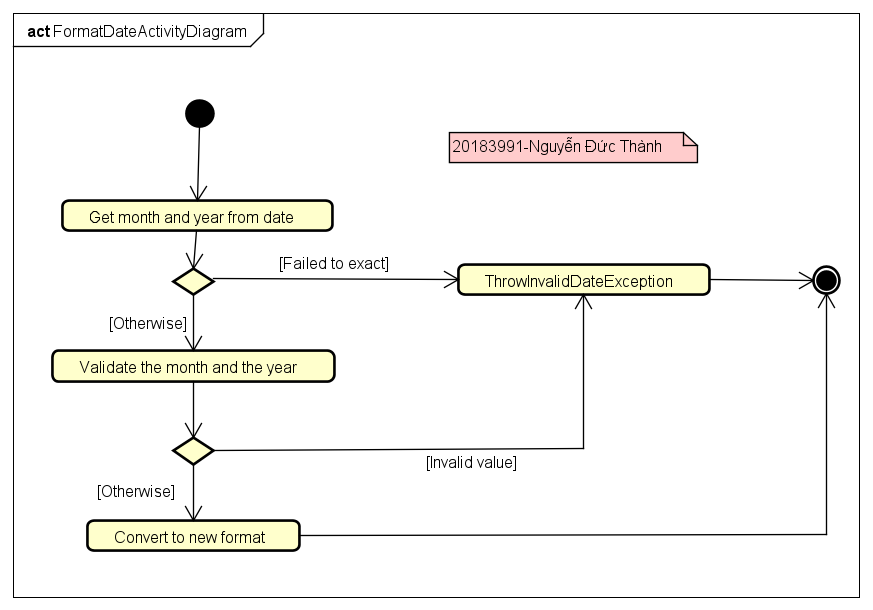 act FormatDateActivityDiagram
20183991-Nguyễn Đức Thành
Get month and year from date
[Failed to exact]
ThrowInvalidDateException
[Otherwise]
Validate the month and the year
[Invalid value]
[Otherwise]
Convert to new format